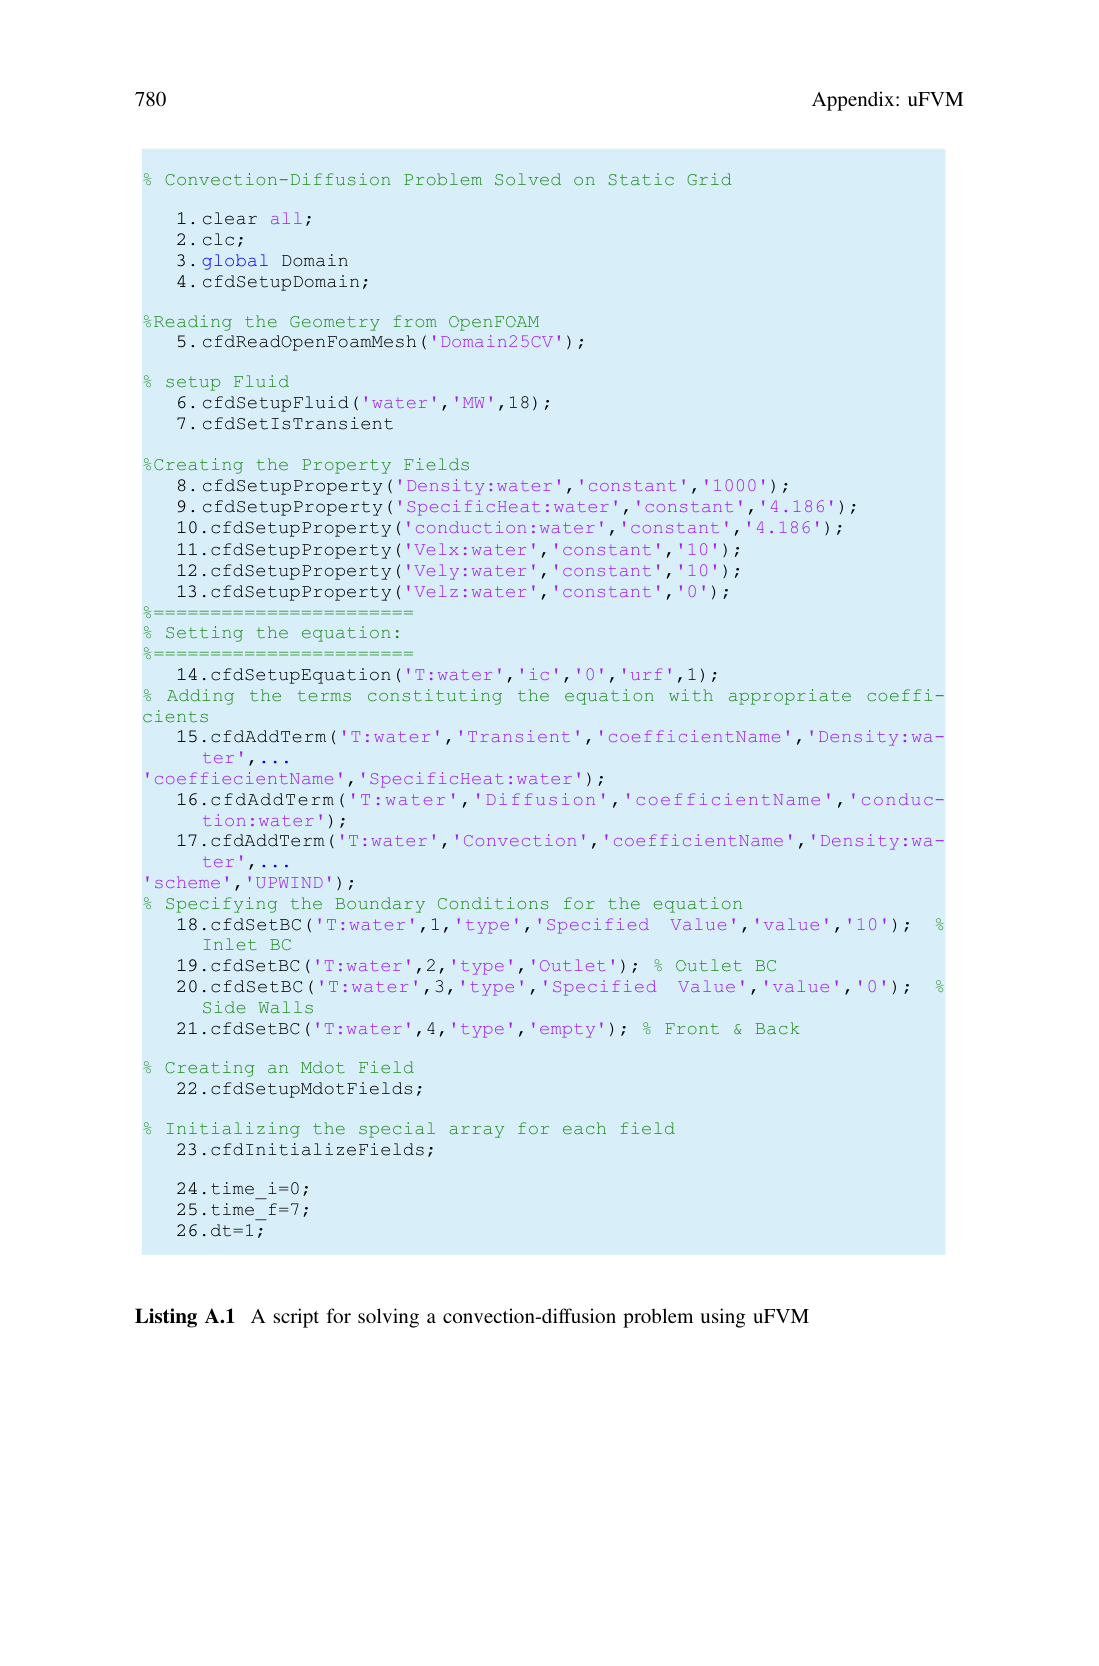 780
Appendix: uFVM
% Convection-Diffusion Problem Solved on Static Grid
1. clear all;
2. clc;
3. global Domain
4. cfdSetupDomain;
%Reading the Geometry from OpenFOAM
5. cfdReadOpenFoamMesh('Domain25CV');
% setup Fluid
6. cfdSetupFluid('water','MW',18);
7. cfdSetIsTransient
%Creating the Property Fields
8. cfdSetupProperty('Density:water','constant','1000');
9. cfdSetupProperty('SpecificHeat:water','constant','4.186');
10.cfdSetupProperty('conduction:water','constant','4.186');
11.cfdSetupProperty('Velx:water','constant','10');
12.cfdSetupProperty('Vely:water','constant','10');
13.cfdSetupProperty('Velz:water','constant','0');
%=======================
% Setting the equation:
%=======================
14.cfdSetupEquation('T:water','ic','0','urf',1);
% Adding the terms constituting the equation with appropriate coeffi-
cients
15.cfdAddTerm('T:water','Transient','coefficientName','Density:wa-
ter',...
'coeffiecientName','SpecificHeat:water');
16.cfdAddTerm('T:water','Diffusion','coefficientName','conduc-
tion:water');
17.cfdAddTerm('T:water','Convection','coefficientName','Density:wa-
ter',...
'scheme','UPWIND');
% Specifying the Boundary Conditions for the equation
18.cfdSetBC('T:water',1,'type','Specified Value','value','10'); %
Inlet BC
19.cfdSetBC('T:water',2,'type','Outlet'); % Outlet BC
20.cfdSetBC('T:water',3,'type','Specified Value','value','0'); %
Side Walls
21.cfdSetBC('T:water',4,'type','empty'); % Front & Back
% Creating an Mdot Field
22.cfdSetupMdotFields;
% Initializing the special array for each field
23.cfdInitializeFields;
24.time_i=0;
25.time_f=7;
26.dt=1;
Listing A.1 A script for solving a convection-diffusion problem using uFVM